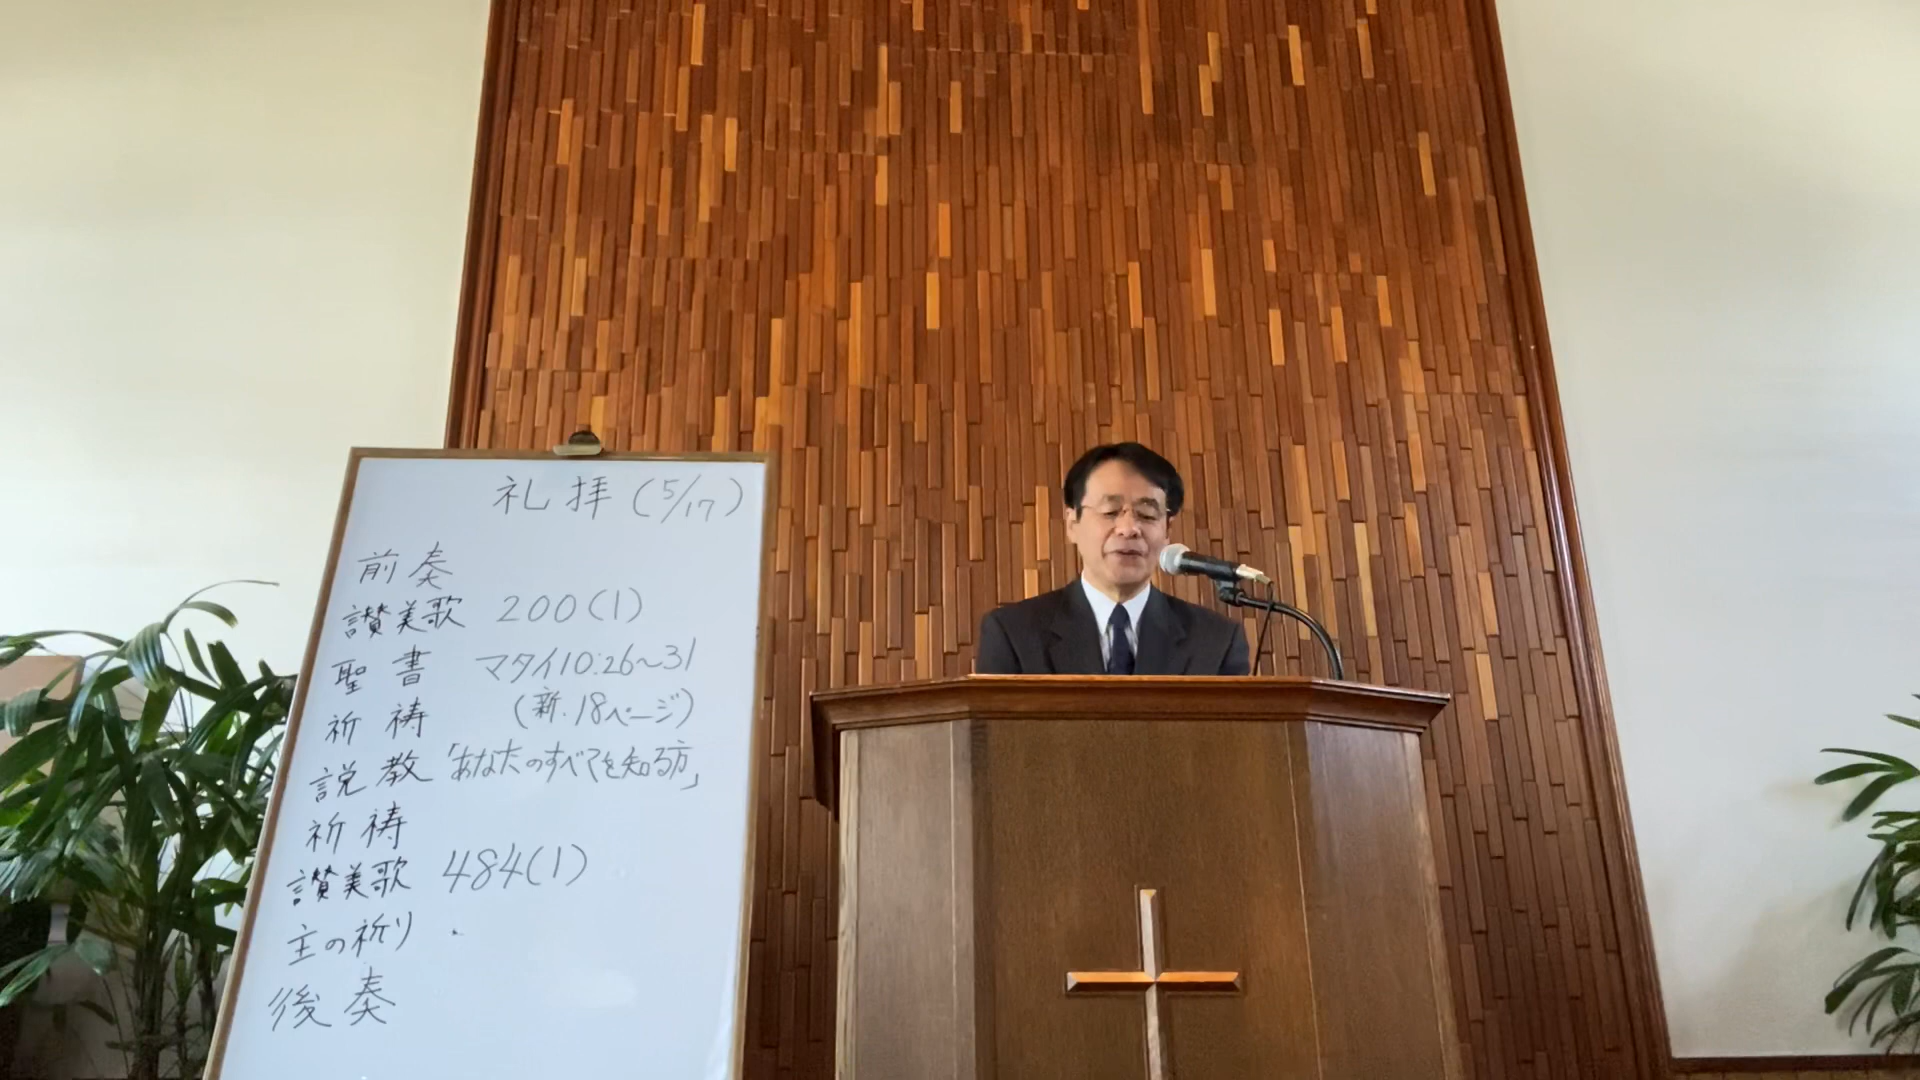 礼拝(5/17)
前奏
讃美歌 200(1)
聖書 マタイ10:26~31
祈祷 (新.18ページ)
説教「あなたのすべてを知る方」
祈祷
讃美歌 484(1)
主の祈り
後奏